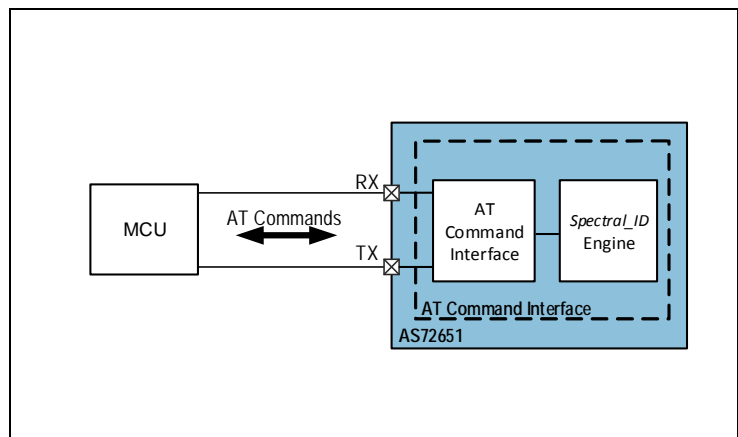 RX
MCU
AT Commands
TX
AT
Command
Interface
Spectral_ID
Engine
AT Command Interface
AS72651